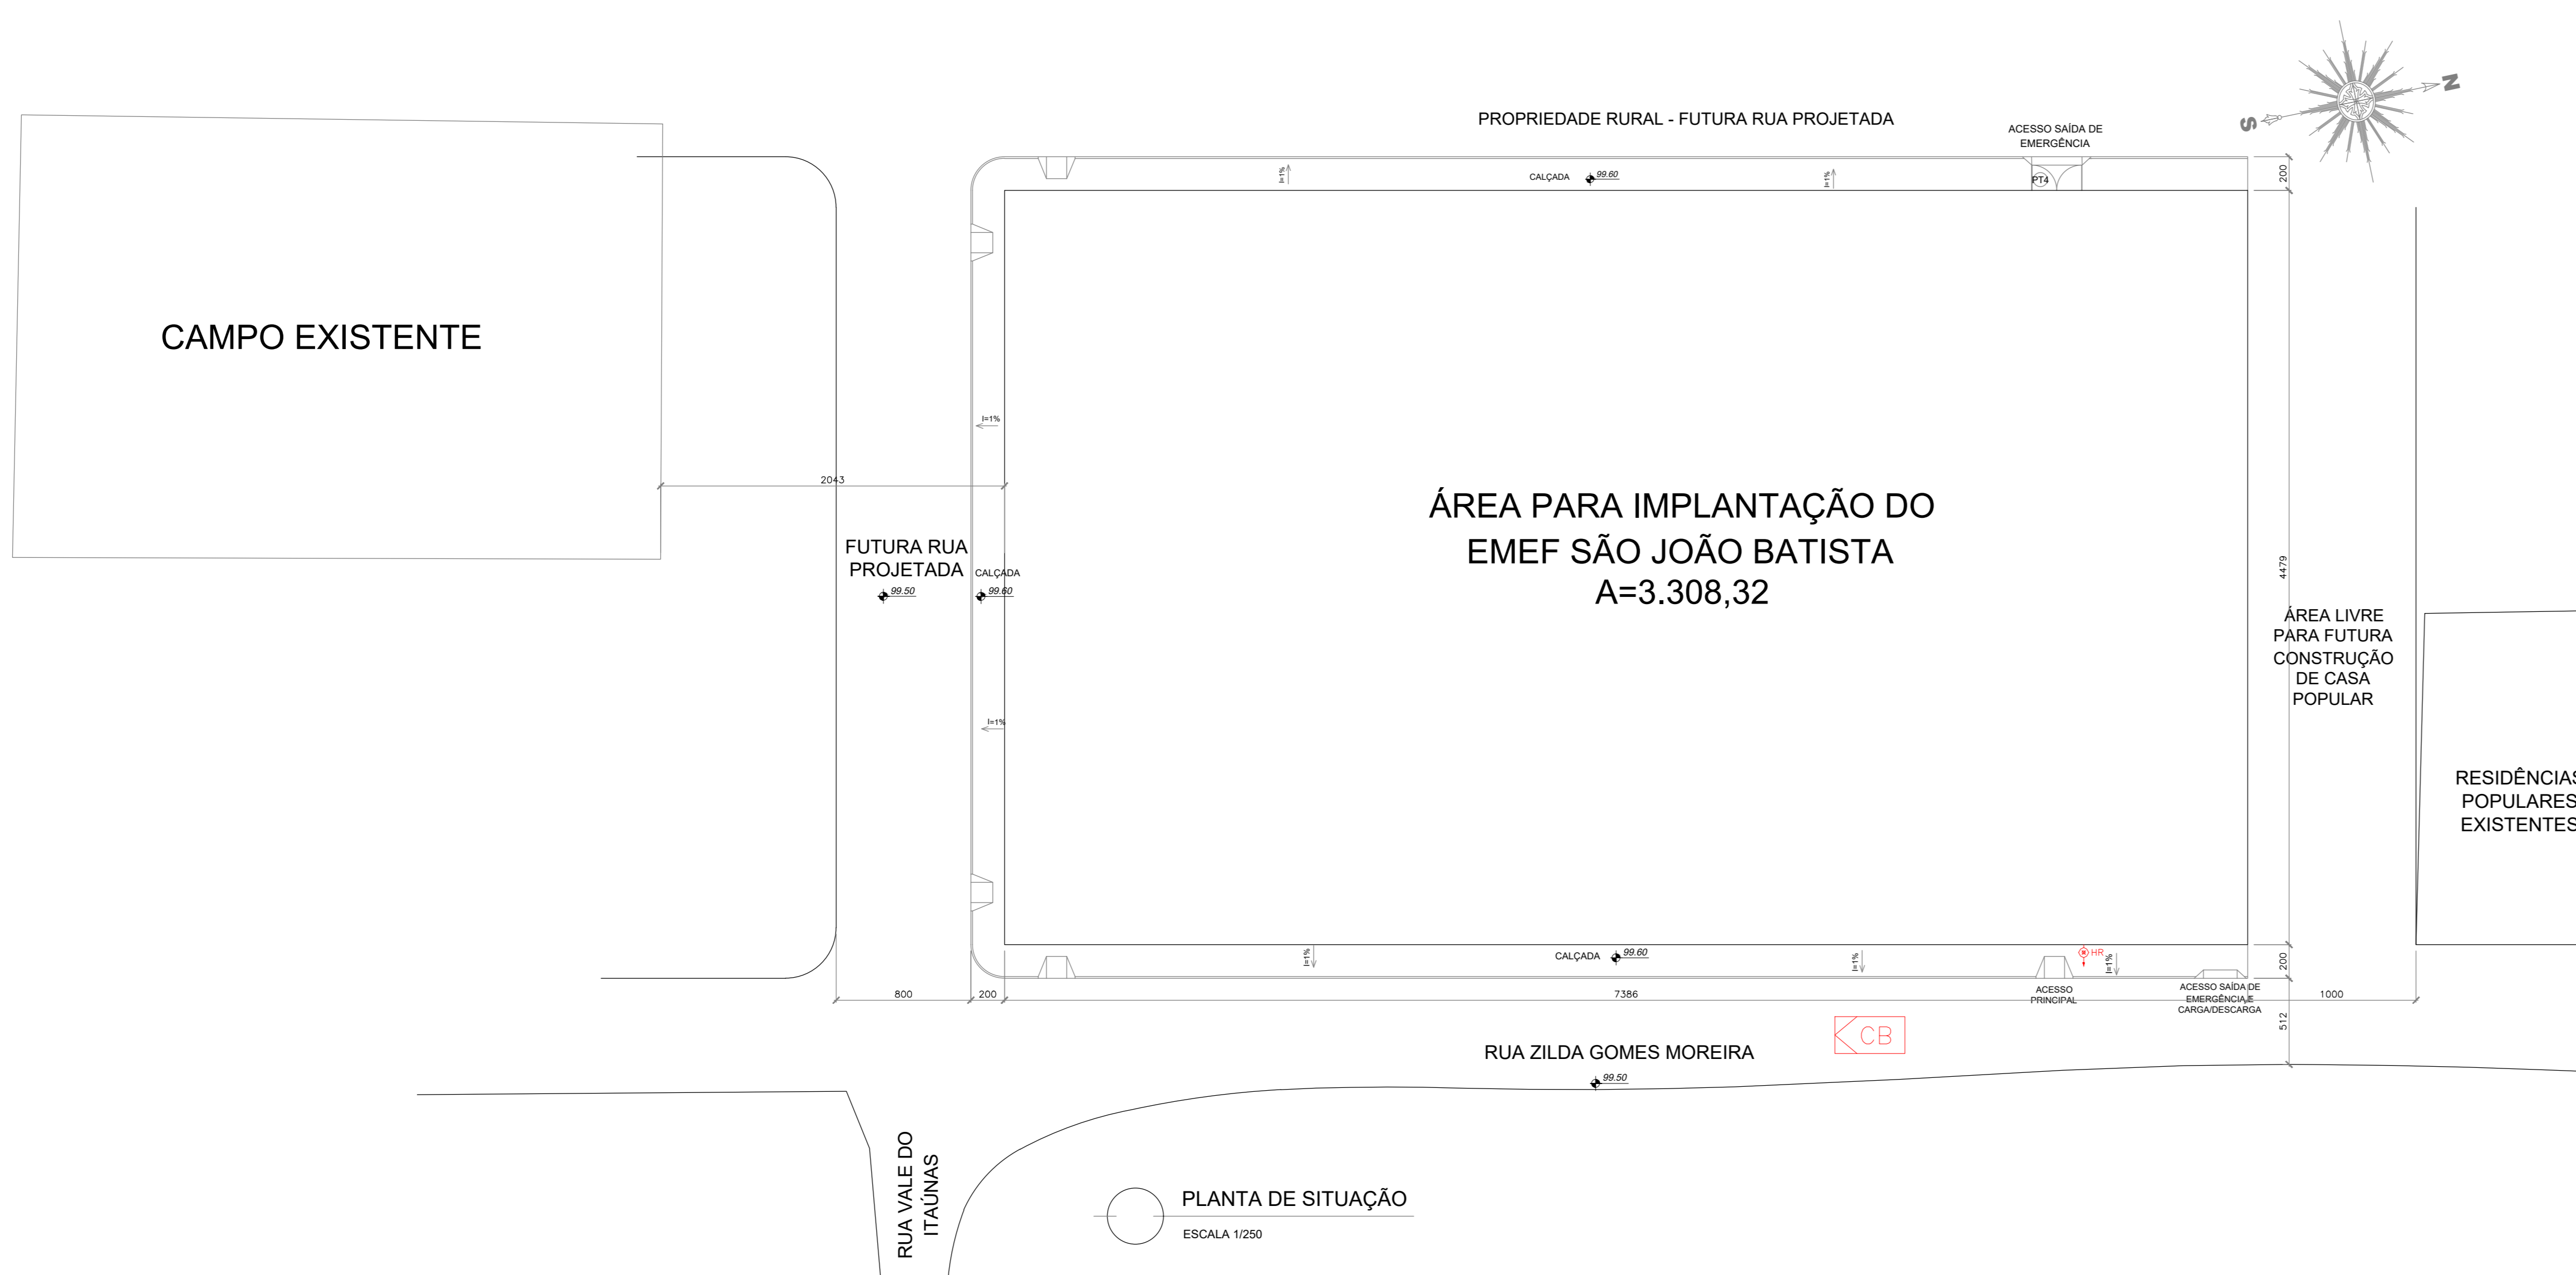 N
S
PROPRIEDADE RURAL - FUTURA RUA PROJETADA
ACESSO SAÍDA DE
EMERGÊNCIA
200
I=1%
CALÇADA
99.60
I=1%
PT4
CAMPO EXISTENTE
I=1%
2043
ÁREA PARA IMPLANTAÇÃO DO
EMEF SÃO JOÃO BATISTA
A=3.308,32
FUTURA RUA
PROJETADA
99.50
CALÇADA
99.60
4479
ÁREA LIVRE
PARA FUTURA
CONSTRUÇÃO
DE CASA
POPULAR
I=1%
RESIDÊNCIAS
POPULARES
EXISTENTES
I=1%
CALÇADA
99.60
I=1%
HR
I=1%
200
800
200
7386
ACESSO
PRINCIPAL
ACESSO SAÍDA DE
EMERGÊNCIA E
CARGA/DESCARGA
1000
512
CB
RUA ZILDA GOMES MOREIRA
99.50
RUA VALE DO
ITAÚNAS
PLANTA DE SITUAÇÃO
ESCALA 1/250